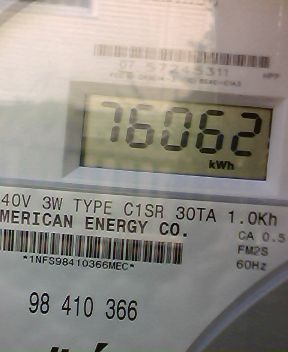 76062
kWh
40V 3W TYPE C1SR 30TA 1.0Kh
MERICAN ENERGY CO.
CA 0.5
FM2S
60Hz
*1NFS98410366MEC*
98 410 366